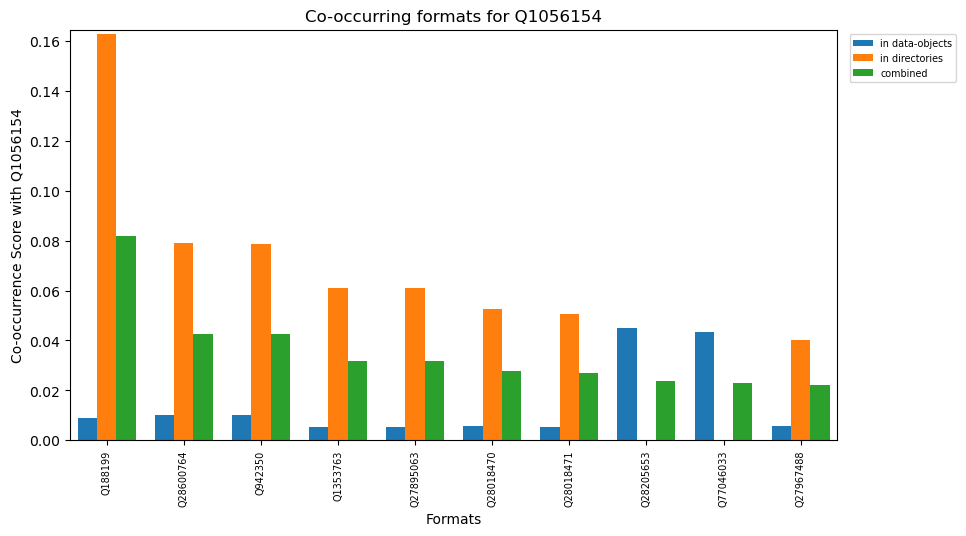 Co-occurring formats for Q1056154
in data-objects
in directories
combined
Co-occurrence Score with Q1056154
0.16
0.14
0.12
0.10
0.08
0.06
0.04
0.02
0.00
Q188199
Q28600764
Q942350
Q1353763
Q27895063
Q28018470
Q28018471
Q28205653
Q77046033
Q27967488
Formats